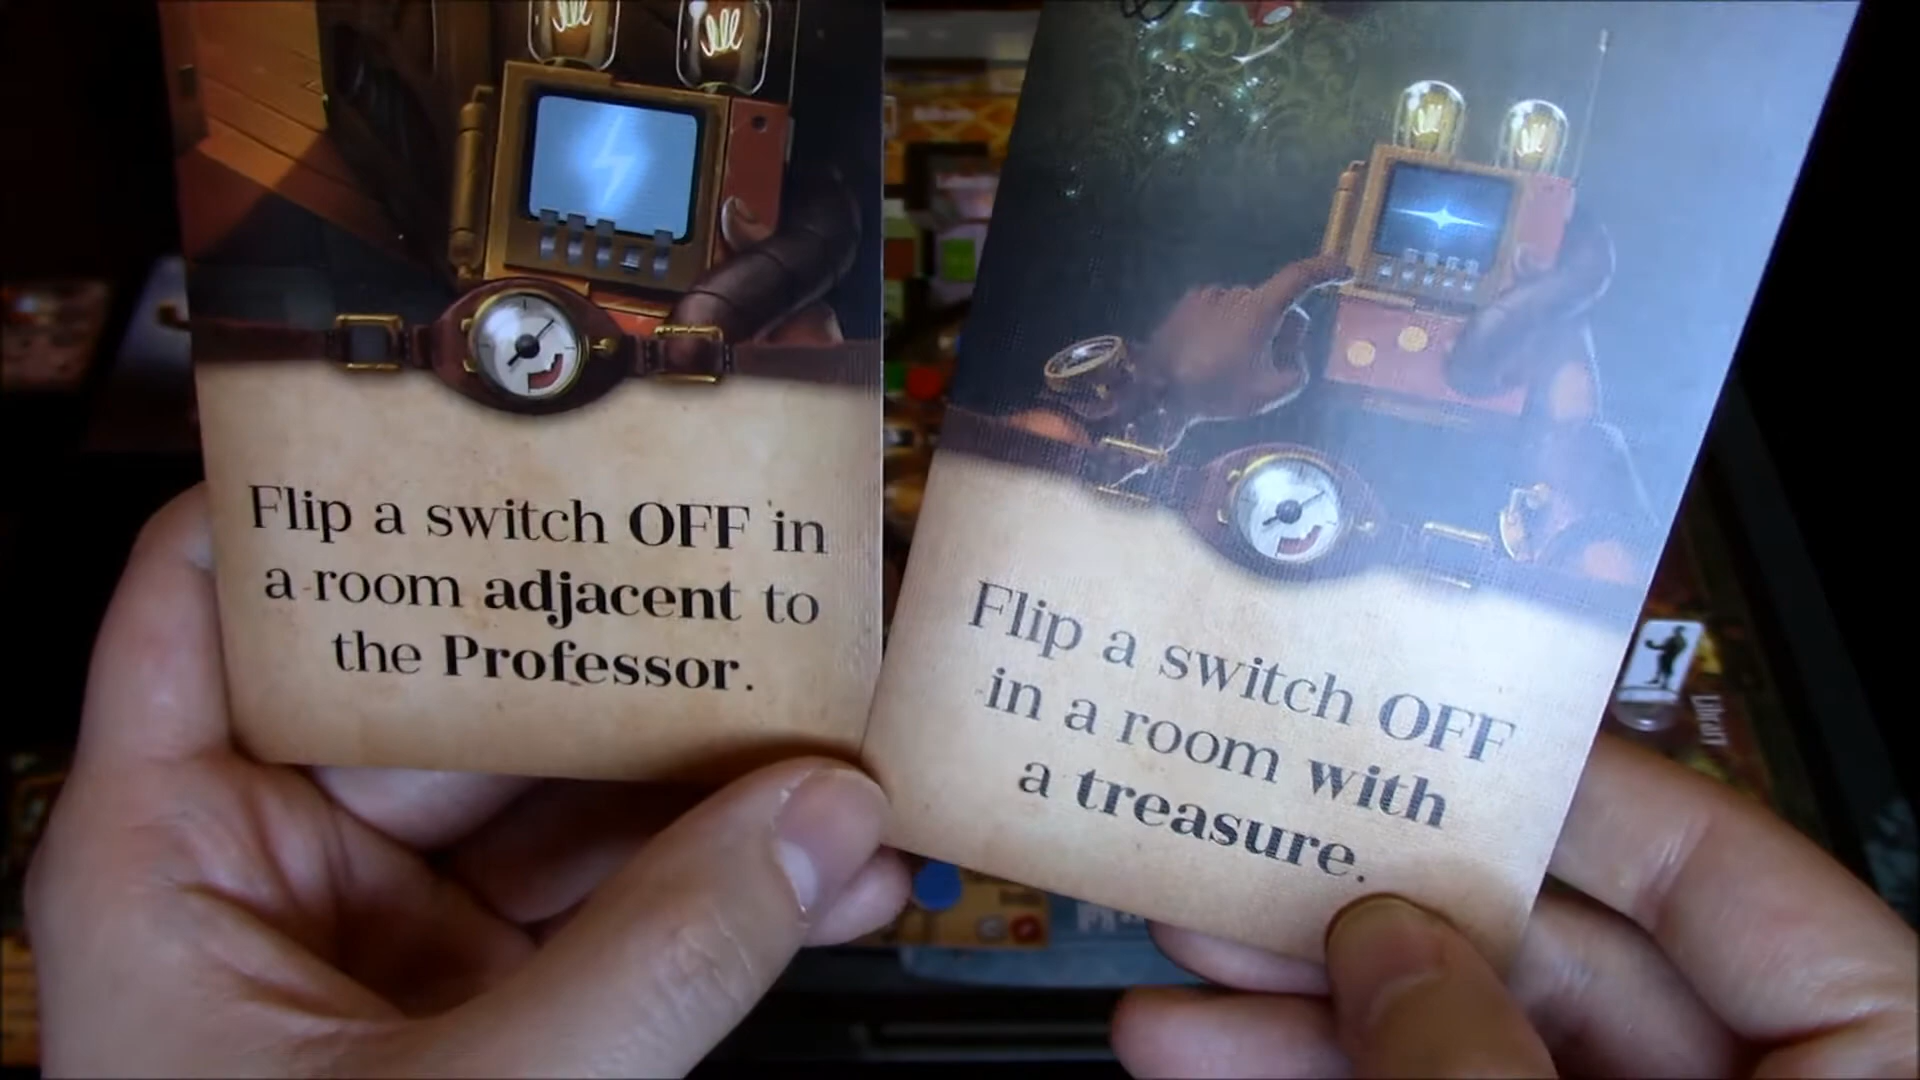 Flip a switch OFF in
a room adjacent to
the Professor.
Flip a switch OFF
in a room with
a treasure.